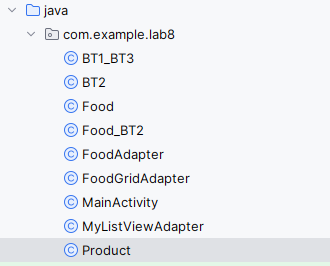 java
com.example.lab8
BT1_BT3
BT2
Food
Food_BT2
FoodAdapter
FoodGridAdapter
MainActivity
MyListViewAdapter
Product